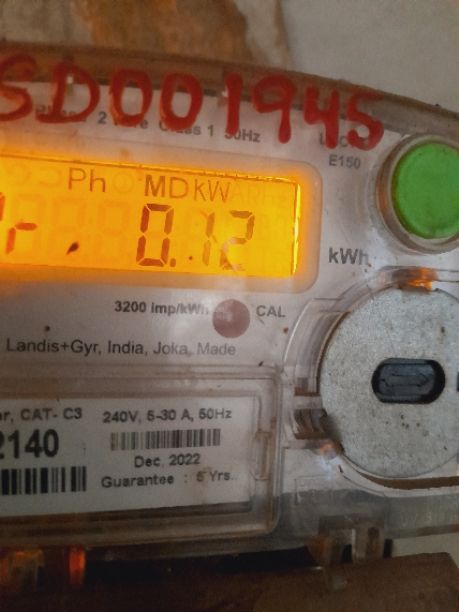 SD001945
2 Class 1 50Hz
E150
Ph MD kW
r. 0.12
kWh
3200 imp/kWh CAL
Landis+Gyr, India, Joka, Made
or, CAT- C3 240V, 5-30 A, 50Hz
2140
Dec, 2022
Guarantee : 5 Yrs.